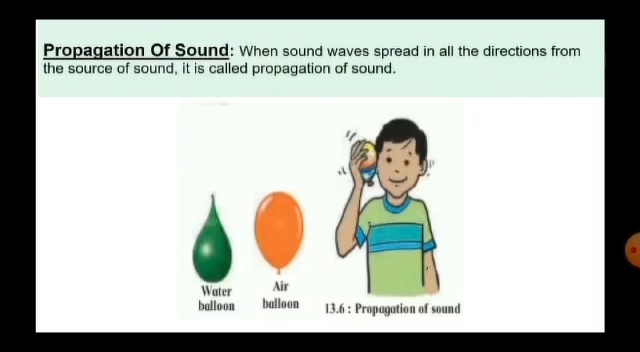 Propagation Of Sound: When sound waves spread in all the directions from
the source of sound, it is called propagation of sound.
Water
balloon
Air
balloon
13.6 : Propagation of sound